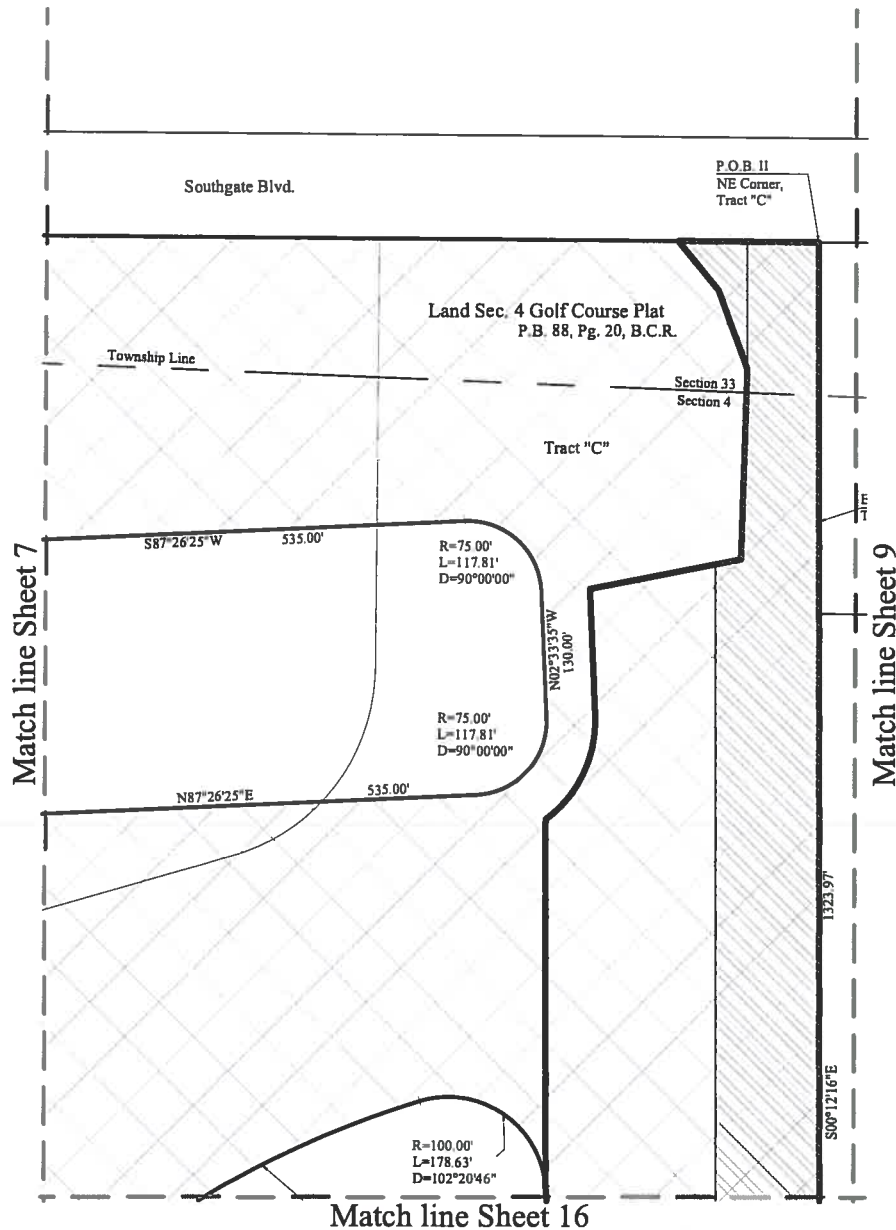 Southgate Blvd.
P.O.B. II
NE Corner,
Tract "C"
Land Sec. 4 Golf Course Plat
P.B. 88, Pg. 20, B.C.R.
Township Line
Section 33
Section 4
Tract "C"
S87°26'25"W 535.00'
R=75.00'
L=117.81'
D=90°00'00"
N02°33'35"W
130.00'
R=75.00'
L=117.81'
D=90°00'00"
N87°26'25"E 535.00'
Match line Sheet 7
Match line Sheet 9
1323.97'
S00°12'16"E
R=100.00'
L=178.63'
D=102°20'46"
Match line Sheet 16